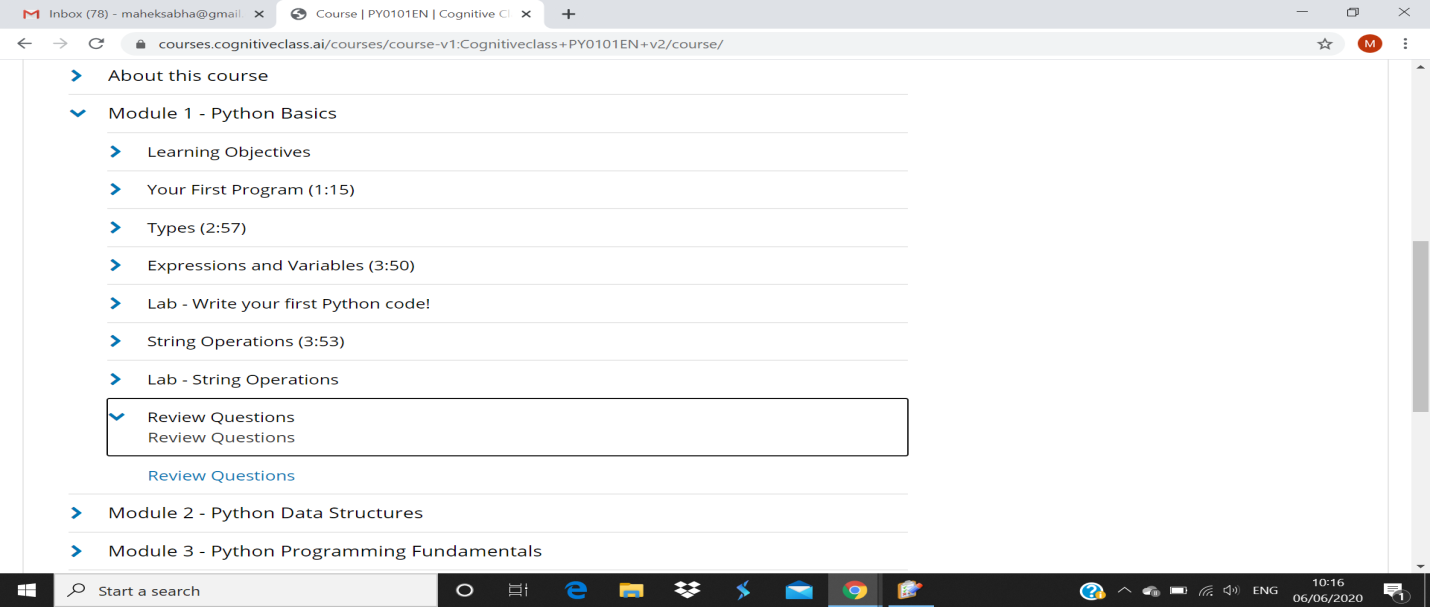 Inbox (78) - maheksabha@gmail.
Course | PY0101EN | Cognitive Cl
courses.cognitiveclass.ai/courses/course-v1:Cognitiveclass+PY0101EN+v2/course/
M
About this course
Module 1 - Python Basics
Learning Objectives
Your First Program (1:15)
Types (2:57)
Expressions and Variables (3:50)
Lab - Write your first Python code!
String Operations (3:53)
Lab - String Operations
Review Questions
Review Questions
Review Questions
Module 2 - Python Data Structures
Module 3 - Python Programming Fundamentals
Start a search
ENG
10:16
06/06/2020
1